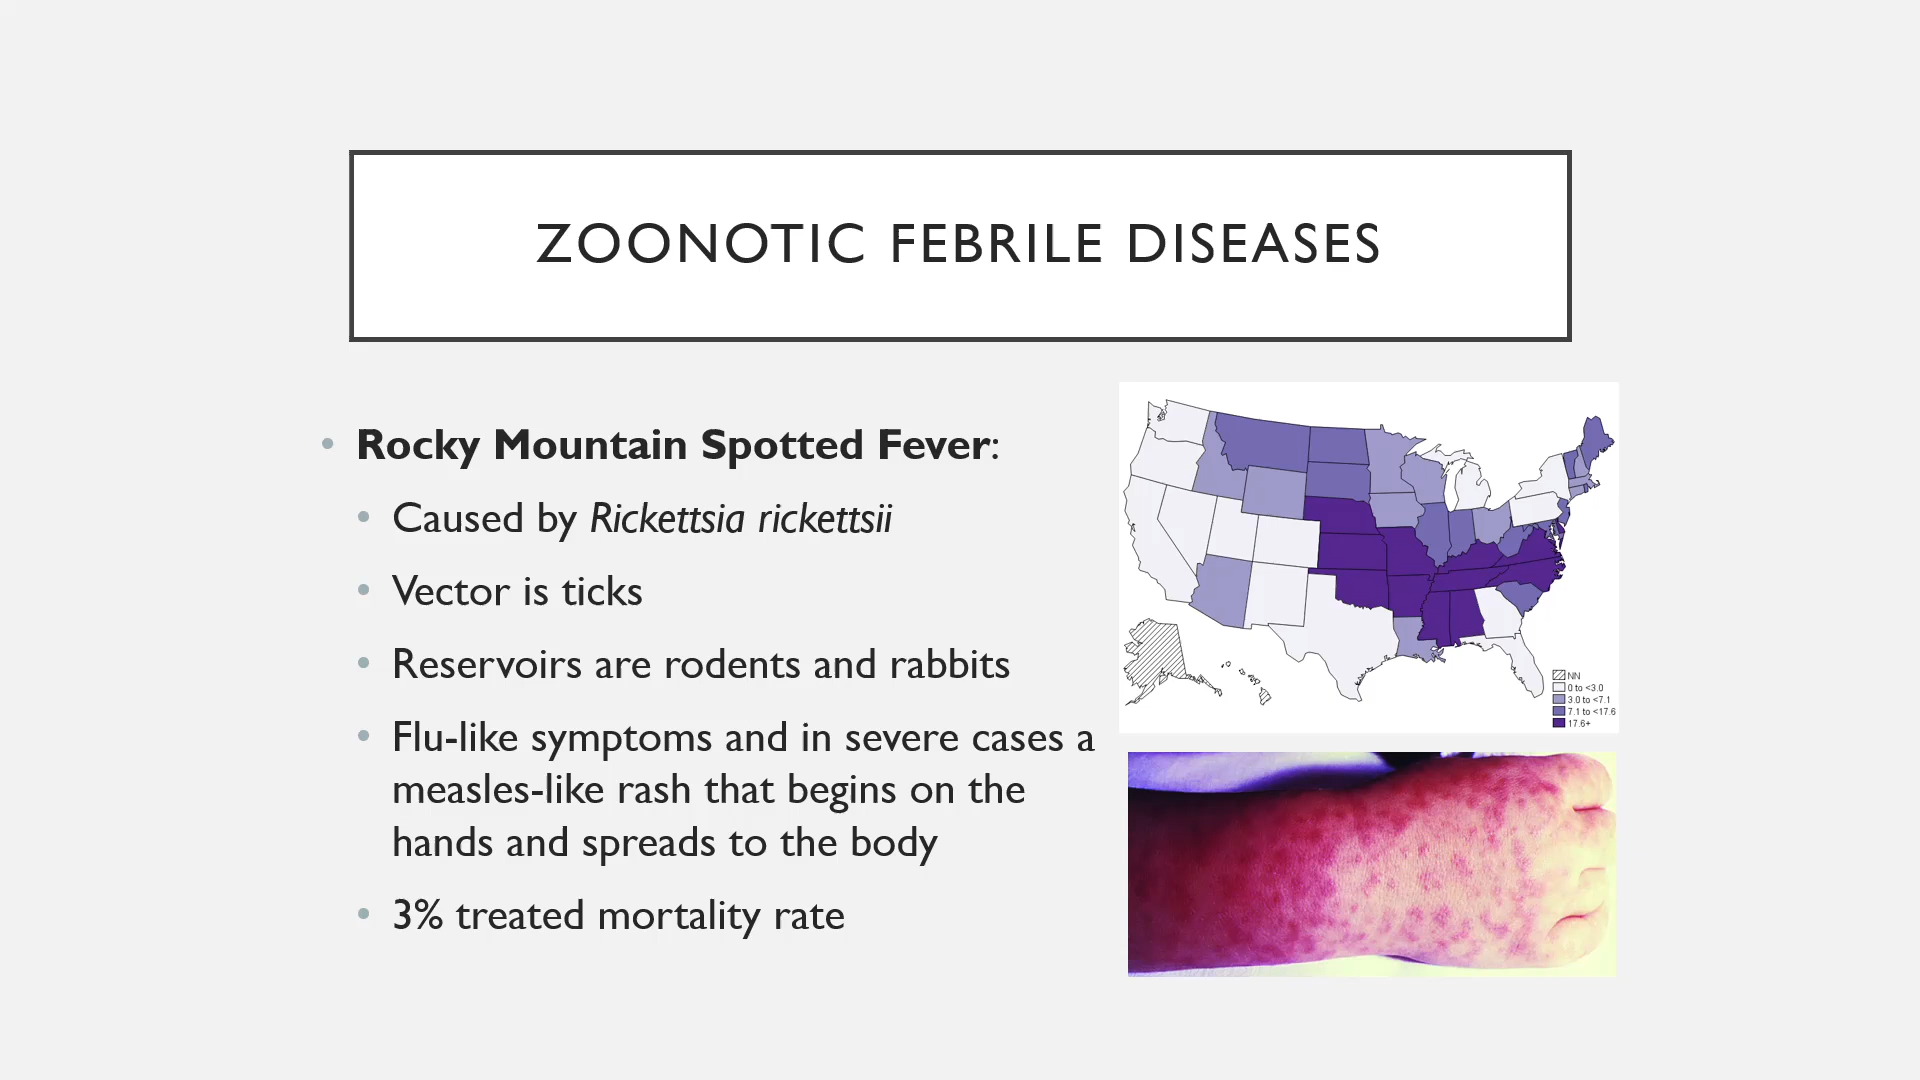 ZOONOTIC FEBRILE DISEASES
• Rocky Mountain Spotted Fever:
• Caused by Rickettsia rickettsii
• Vector is ticks
• Reservoirs are rodents and rabbits
• Flu-like symptoms and in severe cases a
measles-like rash that begins on the
hands and spreads to the body
• 3% treated mortality rate
NN
0 to <3.0
3.0 to <7.1
7.1 to <17.6
17.6+